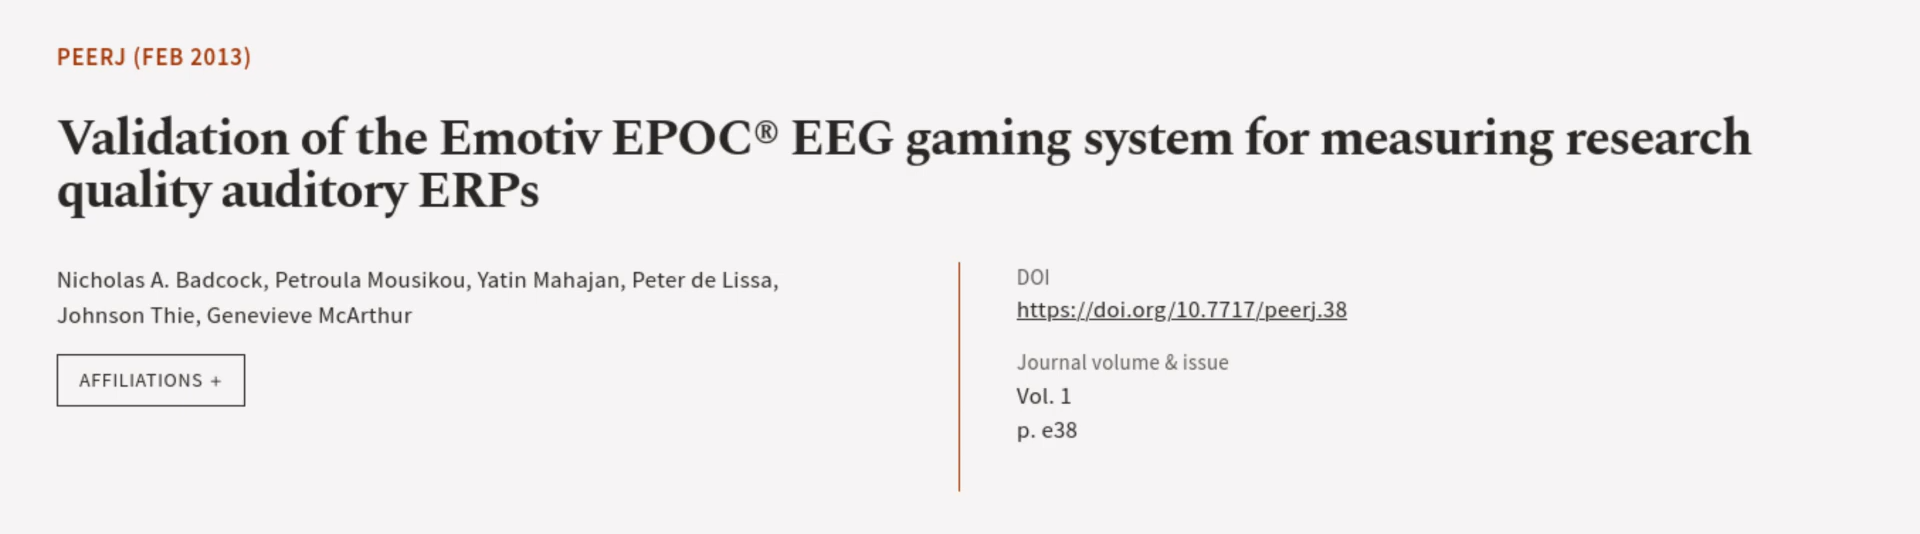 PEERJ (FEB 2013)
Validation of the Emotiv EPOC® EEG gaming system for measuring research
quality auditory ERPs
Nicholas A. Badcock, Petroula Mousikou, Yatin Mahajan, Peter de Lissa,
Johnson Thie, Genevieve McArthur
AFFILIATIONS +
DOI
https://doi.org/10.7717/peerj.38
Journal volume & issue
Vol. 1
p. e38